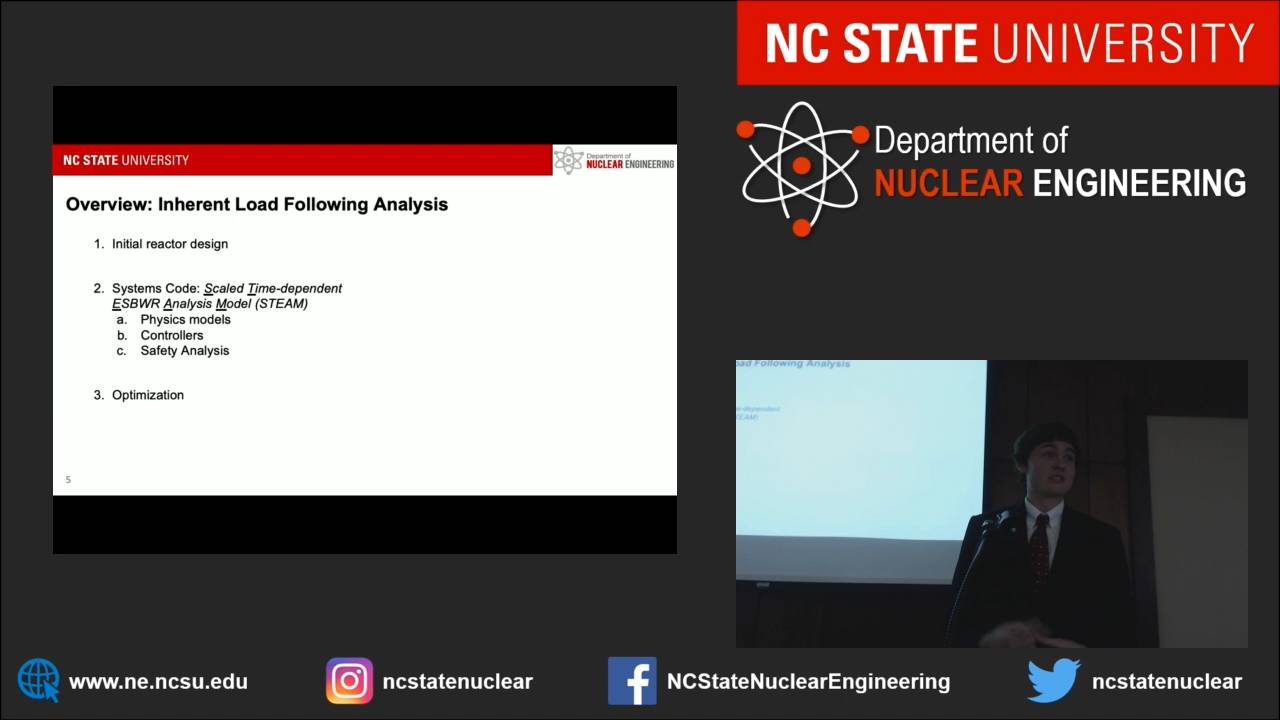 NC STATE UNIVERSITY
Department of
NUCLEAR ENGINEERING
NC STATE UNIVERSITY
Department of
NUCLEAR ENGINEERING
Overview: Inherent Load Following Analysis
1. Initial reactor design
2. Systems Code: Scaled Time-dependent
ESBWR Analysis Model (STEAM)
a. Physics models
b. Controllers
c. Safety Analysis
3. Optimization
5
Load Following Analysis
www.ne.ncsu.edu
ncstatenuclear
NCStateNuclearEngineering
ncstatenuclear